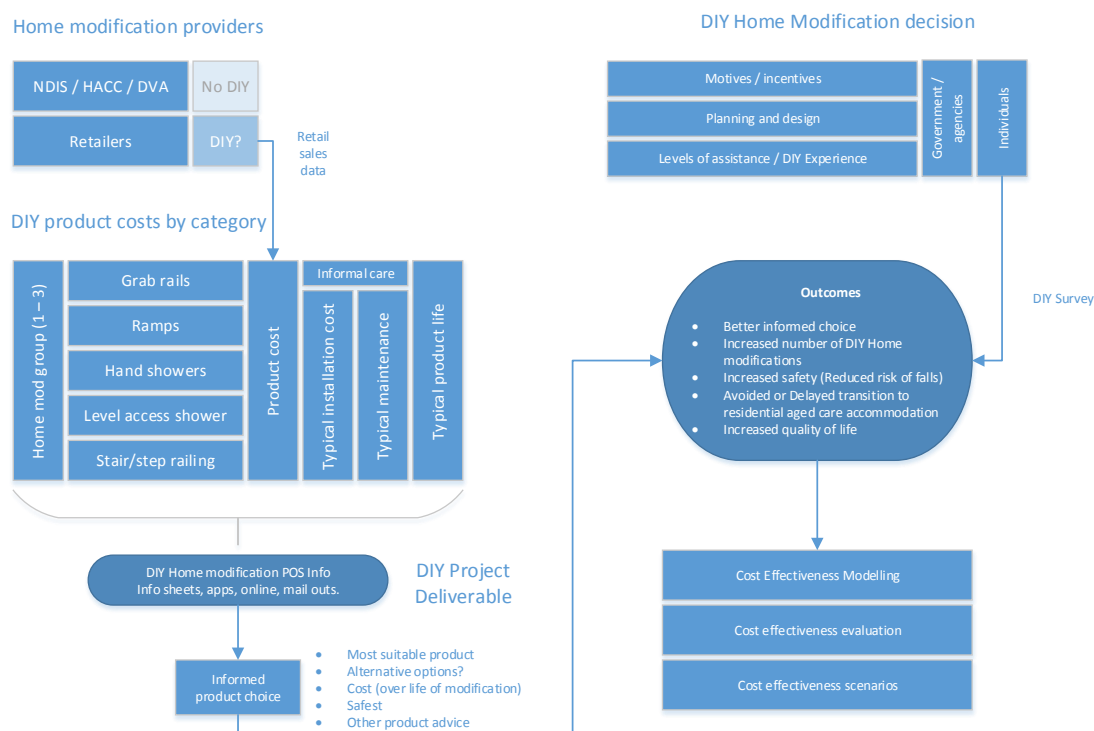 Home modification providers
NDIS / HACC / DVA
No DIY
Retailers
DIY?
Retail
sales
data
DIY product costs by category
Home mod group (1 – 3)
Grab rails
Ramps
Hand showers
Level access shower
Stair/step railing
Product cost
Informal care
Typical installation cost
Typical maintenance
Typical product life
DIY Home modification POS Info
Info sheets, apps, online, mail outs.
DIY Project
Deliverable
Informed
product choice
• Most suitable product
• Alternative options?
• Cost (over life of modification)
• Safest
• Other product advice
DIY Home Modification decision
Motives / incentives
Planning and design
Levels of assistance / DIY Experience
Government /
agencies
Individuals
DIY Survey
Outcomes
• Better informed choice
• Increased number of DIY Home
modifications
• Increased safety (Reduced risk of falls)
• Avoided or Delayed transition to
residential aged care accommodation
• Increased quality of life
Cost Effectiveness Modelling
Cost effectiveness evaluation
Cost effectiveness scenarios